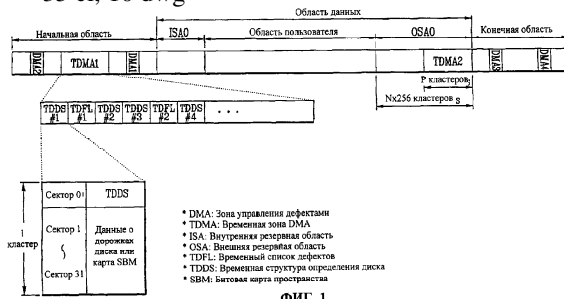 Область данных
Начальная область
ISA0
Область пользователя
OSA0
Конечная область
DMA2
TDMA1
DMA1
TDMA2
DMA3
DMA4
P кластеров
Nx256 кластеров
TDDS #1
TDFL #1
TDDS #2
TDDS #3
TDFL #2
TDDS #4
• • •
1 кластер
Сектор 0
TDDS
Сектор 1
Сектор 31
Данные о дорожках диска или карта SBM
* DMA: Зона управления дефектами
* TDMA: Временная зона DMA
* ISA: Внутренняя резервная область
* OSA: Внешняя резервная область
* TDFL: Временный список дефектов
* TDDS: Временная структура определения диска
* SBM: Битовая карта пространства
ФИГ. 1